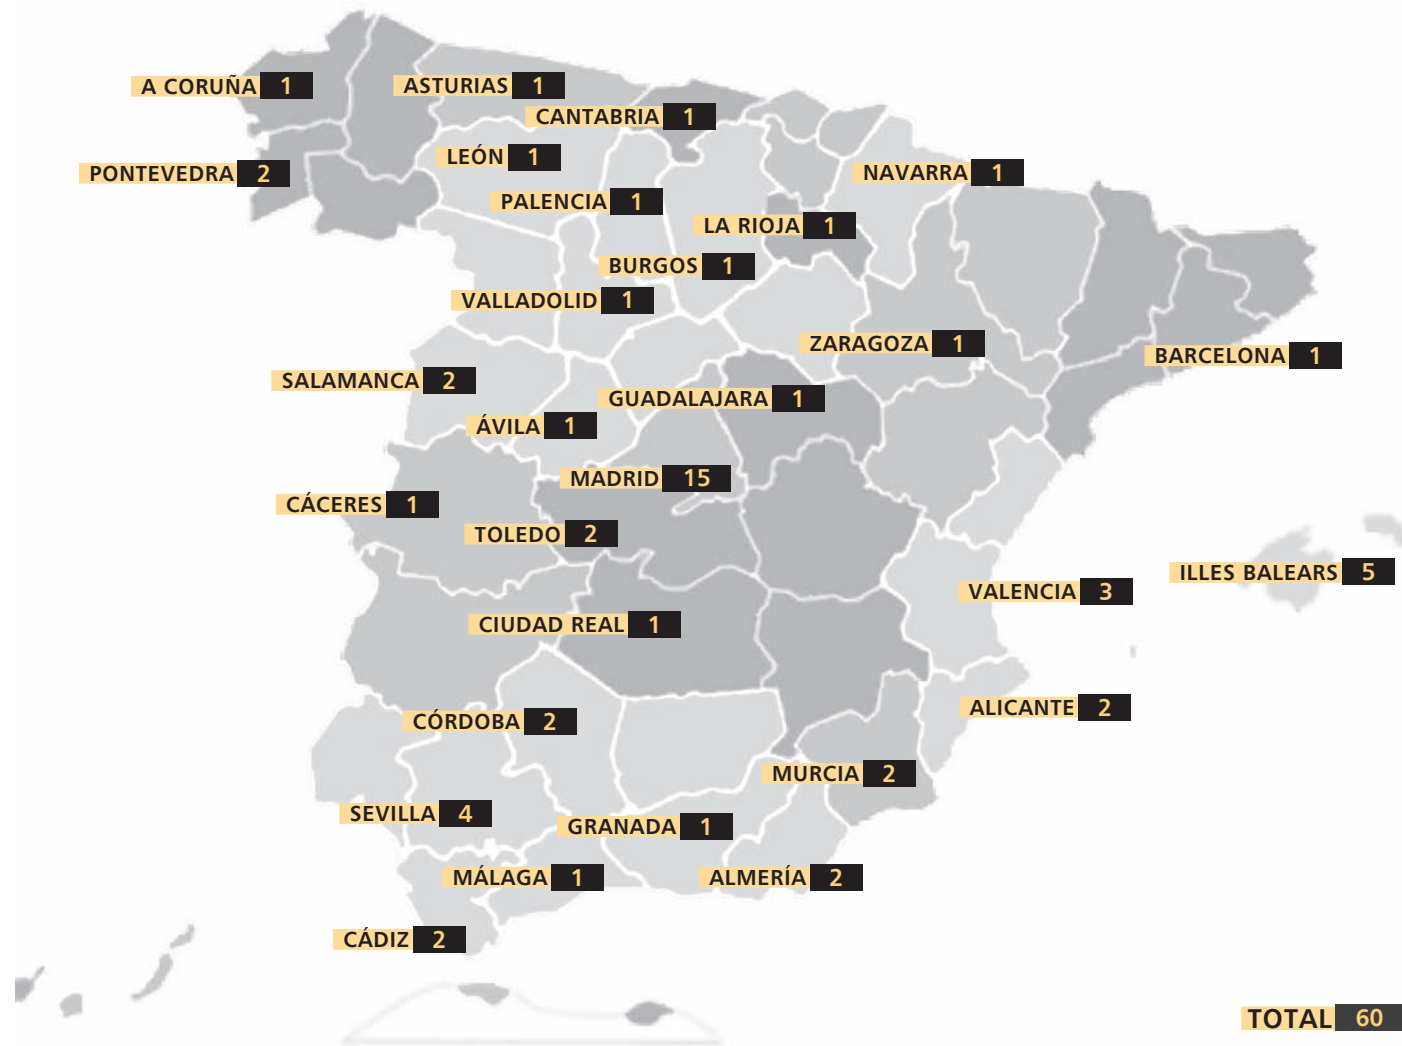 A CORUÑA 1
ASTURIAS 1
CANTABRIA 1
LEÓN 1
PONTEVEDRA 2
NAVARRA 1
PALENCIA 1
LA RIOJA 1
BURGOS 1
VALLADOLID 1
ZARAGOZA 1
BARCELONA 1
SALAMANCA 2
GUADALAJARA 1
ÁVILA 1
MADRID 15
CÁCERES 1
TOLEDO 2
ILLES BALEARS 5
VALENCIA 3
CIUDAD REAL 1
ALICANTE 2
CÓRDOBA 2
MURCIA 2
SEVILLA 4
GRANADA 1
MÁLAGA 1
ALMERÍA 2
CÁDIZ 2
TOTAL 60